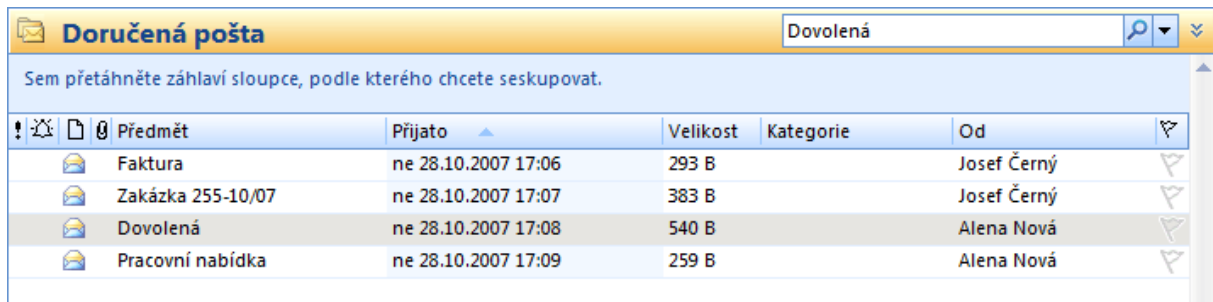 Doručená pošta Dovolená
Sem přetáhněte záhlaví sloupce, podle kterého chcete seskupovat.
! Předmět Přijato Velikost Kategorie Od
Faktura ne 28.10.2007 17:06 293 B Josef Černý
Zakázka 255-10/07 ne 28.10.2007 17:07 383 B Josef Černý
Dovolená ne 28.10.2007 17:08 540 B Alena Nová
Pracovní nabídka ne 28.10.2007 17:09 259 B Alena Nová